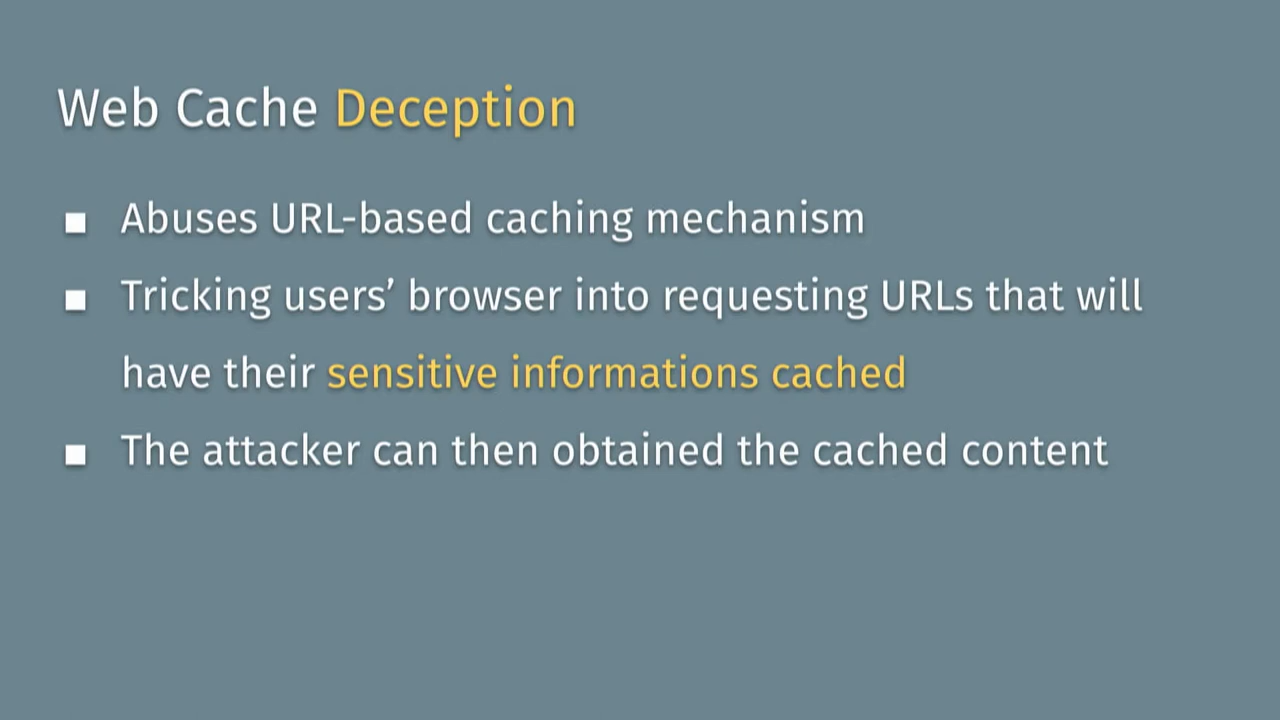 Web Cache Deception
▪ Abuses URL-based caching mechanism
▪ Tricking users’ browser into requesting URLs that will
have their sensitive informations cached
▪ The attacker can then obtained the cached content